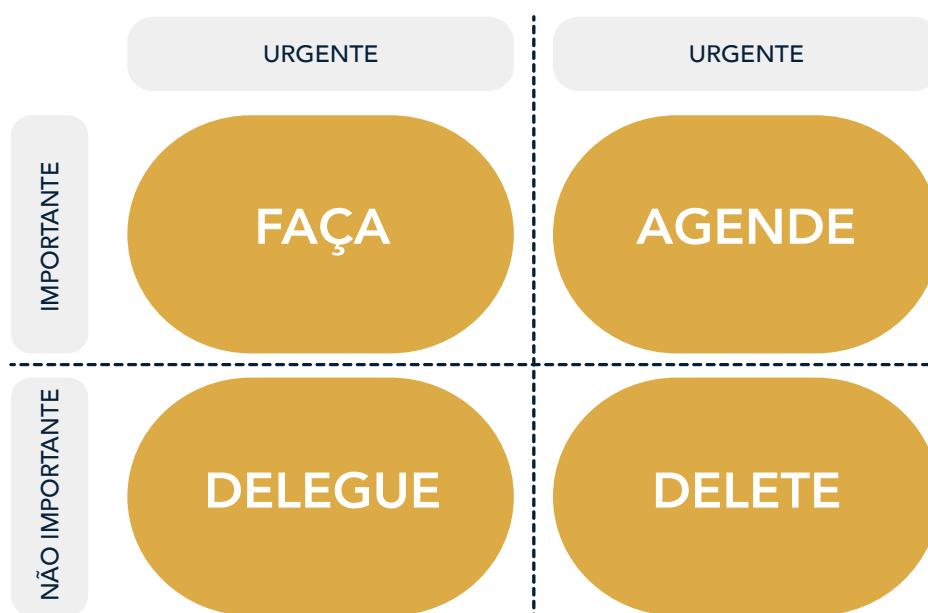 URGENTE
URGENTE
IMPORTANTE
FAÇA
AGENDE
NÃO IMPORTANTE
DELEGUE
DELETE